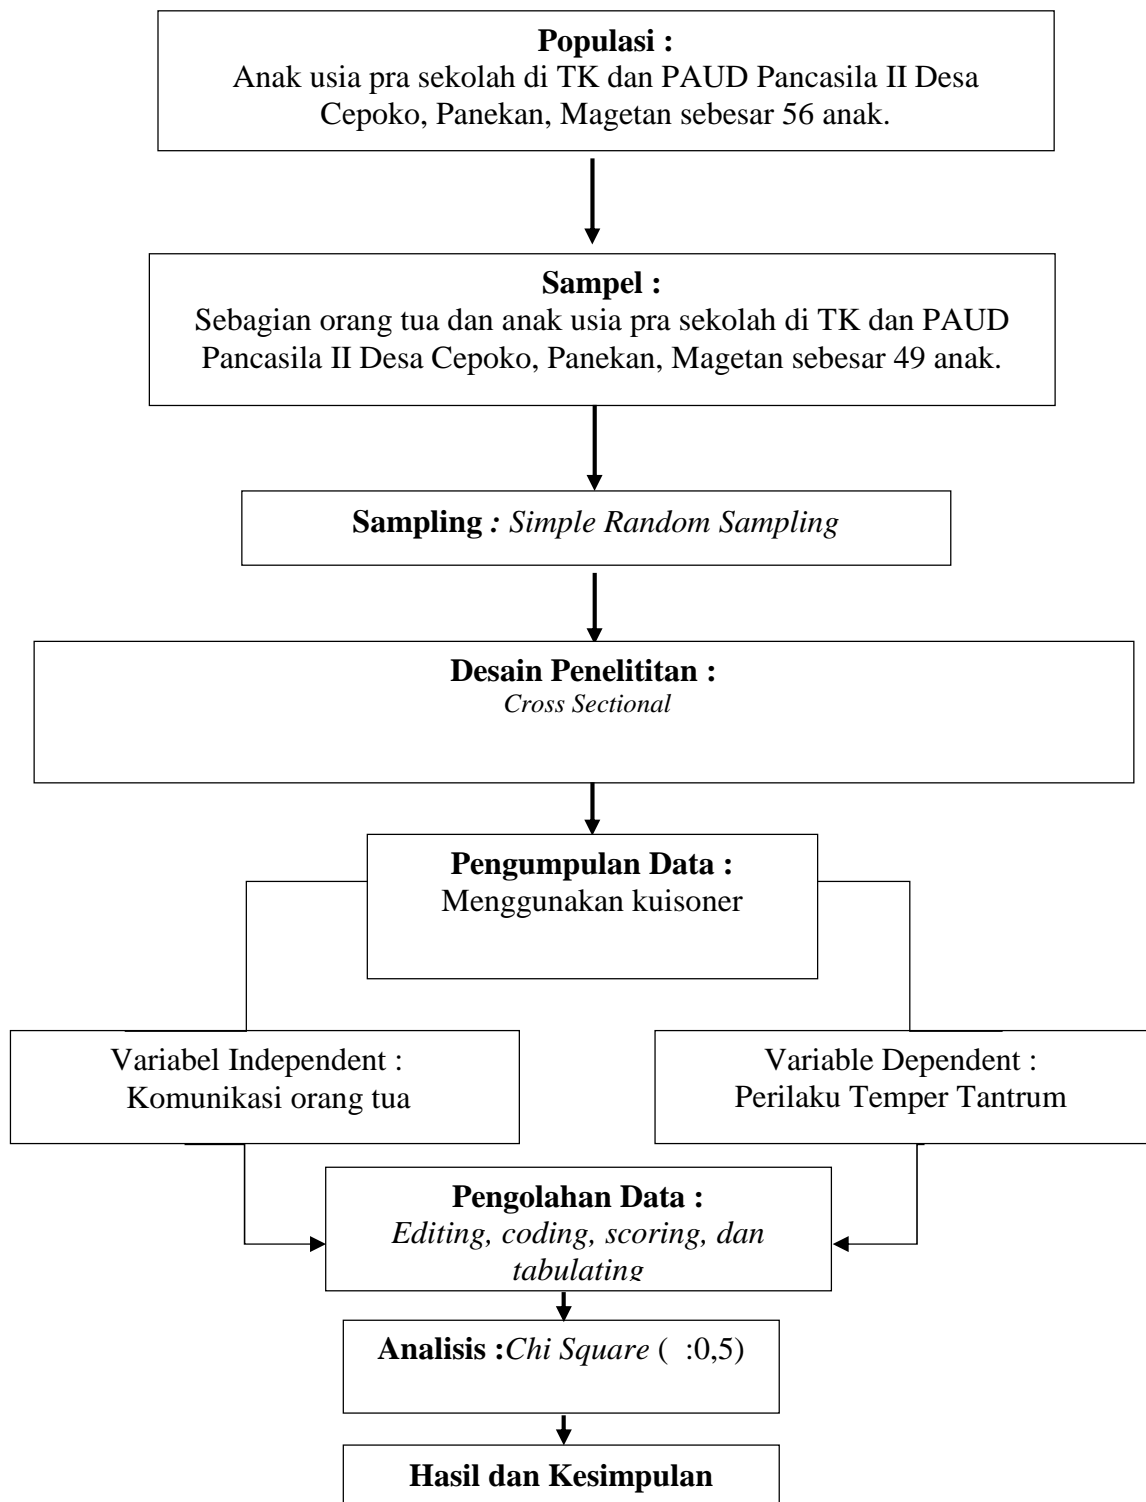 Populasi :
Anak usia pra sekolah di TK dan PAUD Pancasila II Desa
Cepoko, Panekan, Magetan sebesar 56 anak.
Sampel :
Sebagian orang tua dan anak usia pra sekolah di TK dan PAUD
Pancasila II Desa Cepoko, Panekan, Magetan sebesar 49 anak.
Sampling : Simple Random Sampling
Desain Penelititan :
Cross Sectional
Pengumpulan Data :
Menggunakan kuisoner
Variabel Independent :
Komunikasi orang tua
Variable Dependent :
Perilaku Temper Tantrum
Pengolahan Data :
Editing, coding, scoring, dan
tabulating
Analisis :Chi Square ( :0,5)
Hasil dan Kesimpulan